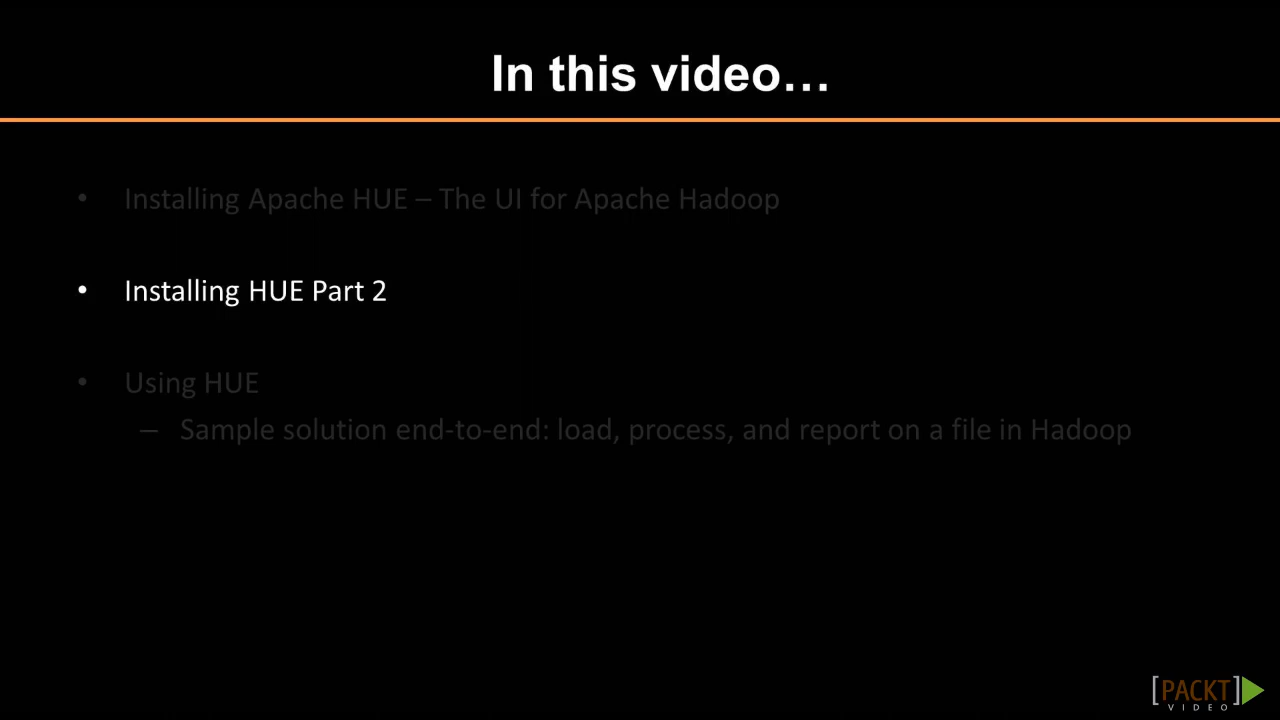 In this video…
• Installing Apache HUE – The UI for Apache Hadoop
• Installing HUE Part 2
• Using HUE
– Sample solution end-to-end: load, process, and report on a file in Hadoop
[PACKT]
VIDEO